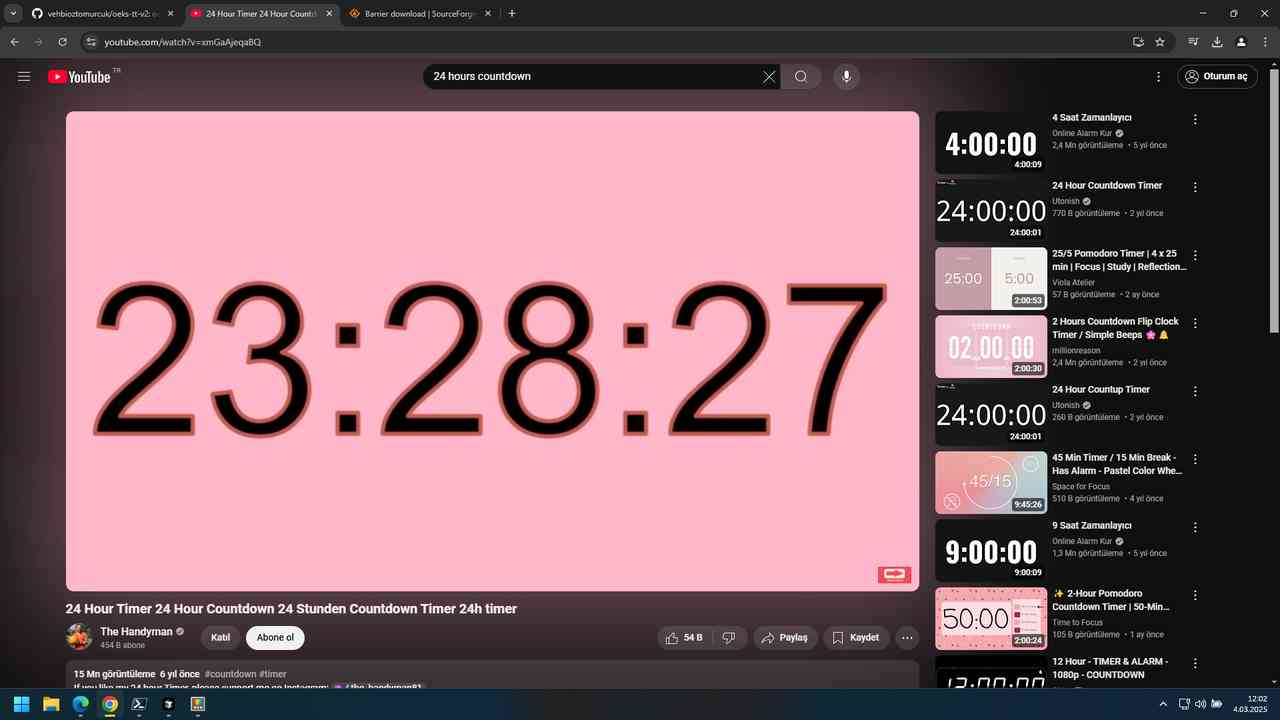 vehbioztomurcuk/oeks-tt-v2:
24 Hour Timer 24 Hour Countd
Barrier download | SourceForg
youtube.com/watch?v=xmGaAjeqaBQ
YouTube TR
24 hours countdown
Oturum aç
23:28:27
24 Hour Timer 24 Hour Countdown 24 Stunden Countdown Timer 24h timer
The Handyman
454 B abone
Katıl
Abone ol
54 B
Paylaş
Kaydet
15 Mn görüntüleme 6 yıl önce #countdown #timer
If you like my 24 hour Timer, please support me on Instagram: / the_handyman81_
4:00:00
4:00:09
4 Saat Zamanlayıcı
Online Alarm Kur
2,4 Mn görüntüleme • 5 yıl önce
24:00:00
24:00:01
24 Hour Countdown Timer
Utonish
770 B görüntüleme • 2 yıl önce
25:00
5:00
2:00:53
25/5 Pomodoro Timer | 4 x 25
min | Focus | Study | Reflection...
Viola Atelier
57 B görüntüleme • 2 ay önce
COUNTDOWN
02 00 00
2:00:30
2 Hours Countdown Flip Clock
Timer / Simple Beeps 🌸 🔔
millionreason
2,4 Mn görüntüleme • 2 yıl önce
24:00:00
24:00:01
24 Hour Countup Timer
Utonish
260 B görüntüleme • 2 yıl önce
45/15
9:45:26
45 Min Timer / 15 Min Break -
Has Alarm - Pastel Color Whe...
Space for Focus
510 B görüntüleme • 4 yıl önce
9:00:00
9:00:09
9 Saat Zamanlayıcı
Online Alarm Kur
1,3 Mn görüntüleme • 5 yıl önce
50:00
2:00:24
✨ 2-Hour Pomodoro
Countdown Timer | 50-Min...
Time to Focus
105 B görüntüleme • 1 ay önce
12:00:00
12 Hour - TIMER & ALARM -
1080p - COUNTDOWN
12:02
4.03.2025